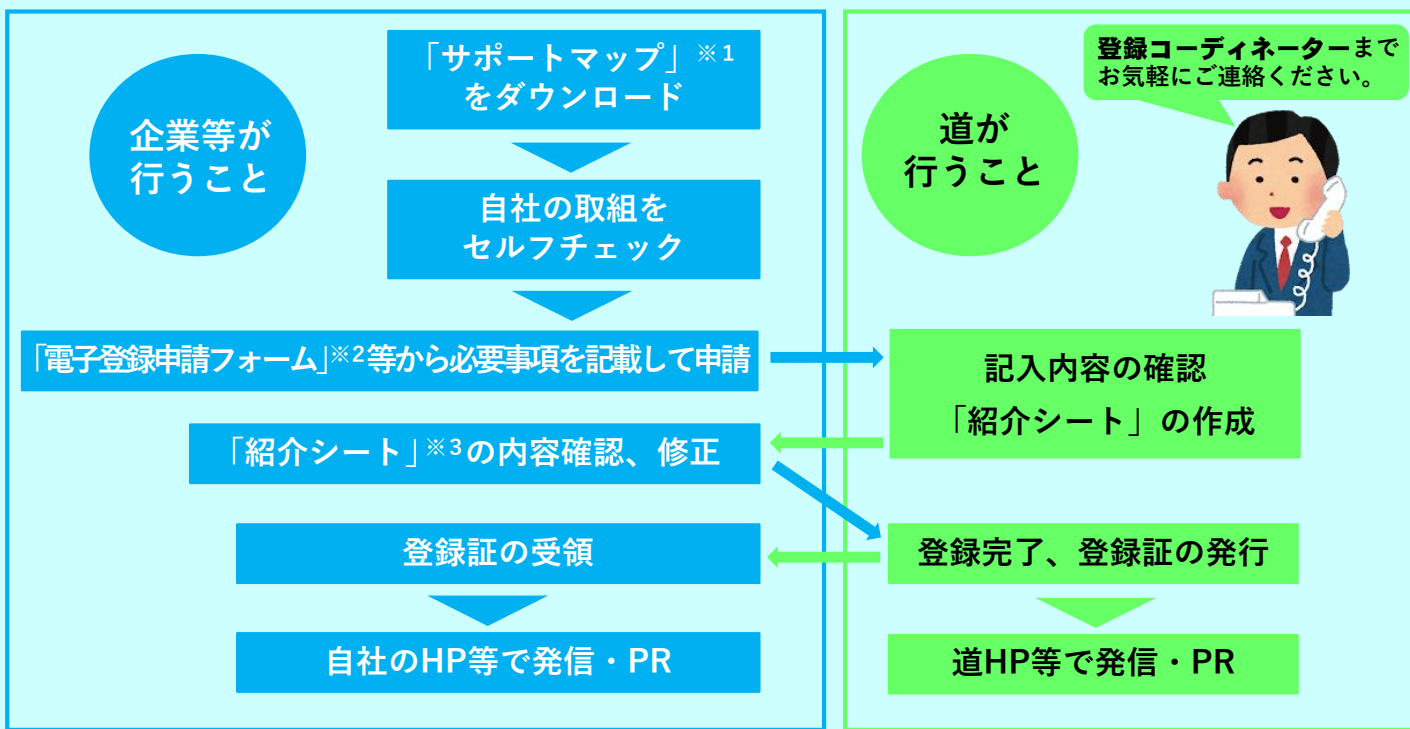 企業等が
行うこと
「サポートマップ」※1
をダウンロード
自社の取組を
セルフチェック
「電子登録申請フォーム」※2等から必要事項を記載して申請
「紹介シート」※3の内容確認、修正
登録証の受領
自社のHP等で発信・PR
道が
行うこと
登録コーディネーターまで
お気軽にご連絡ください。
記入内容の確認
「紹介シート」の作成
登録完了、登録証の発行
道HP等で発信・PR